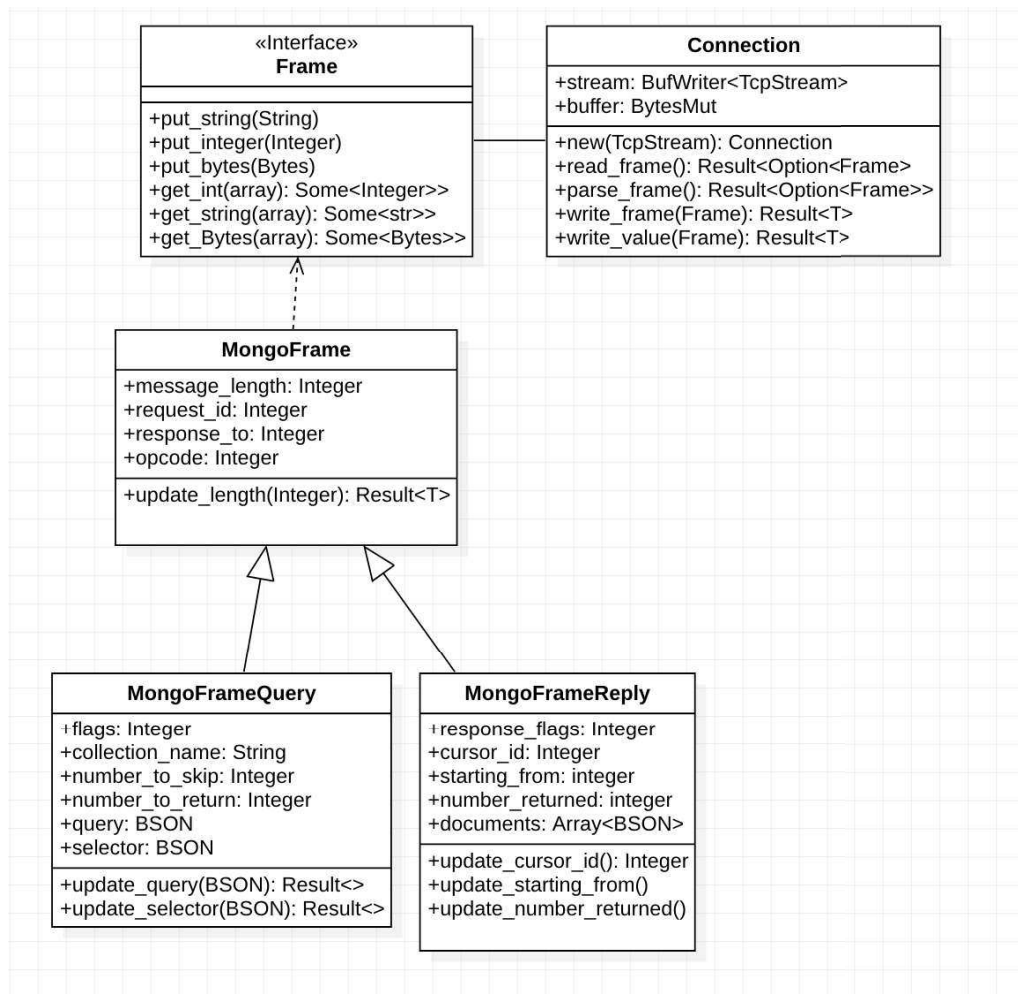 «Interface»
Frame
+put_string(String)
+put_integer(Integer)
+put_bytes(Bytes)
+get_int(array): Some<Integer>>
+get_string(array): Some<str>>
+get_Bytes(array): Some<Bytes>>
Connection
+stream: BufWriter<TcpStream>
+buffer: BytesMut
+new(TcpStream): Connection
+read_frame(): Result<Option<Frame>
+parse_frame(): Result<Option<Frame>>
+write_frame(Frame): Result<T>
+write_value(Frame): Result<T>
MongoFrame
+message_length: Integer
+request_id: Integer
+response_to: Integer
+opcode: Integer
+update_length(Integer): Result<T>
MongoFrameQuery
+flags: Integer
+collection_name: String
+number_to_skip: Integer
+number_to_return: Integer
+query: BSON
+selector: BSON
+update_query(BSON): Result<>
+update_selector(BSON): Result<>
MongoFrameReply
+response_flags: Integer
+cursor_id: Integer
+starting_from: integer
+number_returned: integer
+documents: Array<BSON>
+update_cursor_id(): Integer
+update_starting_from()
+update_number_returned()